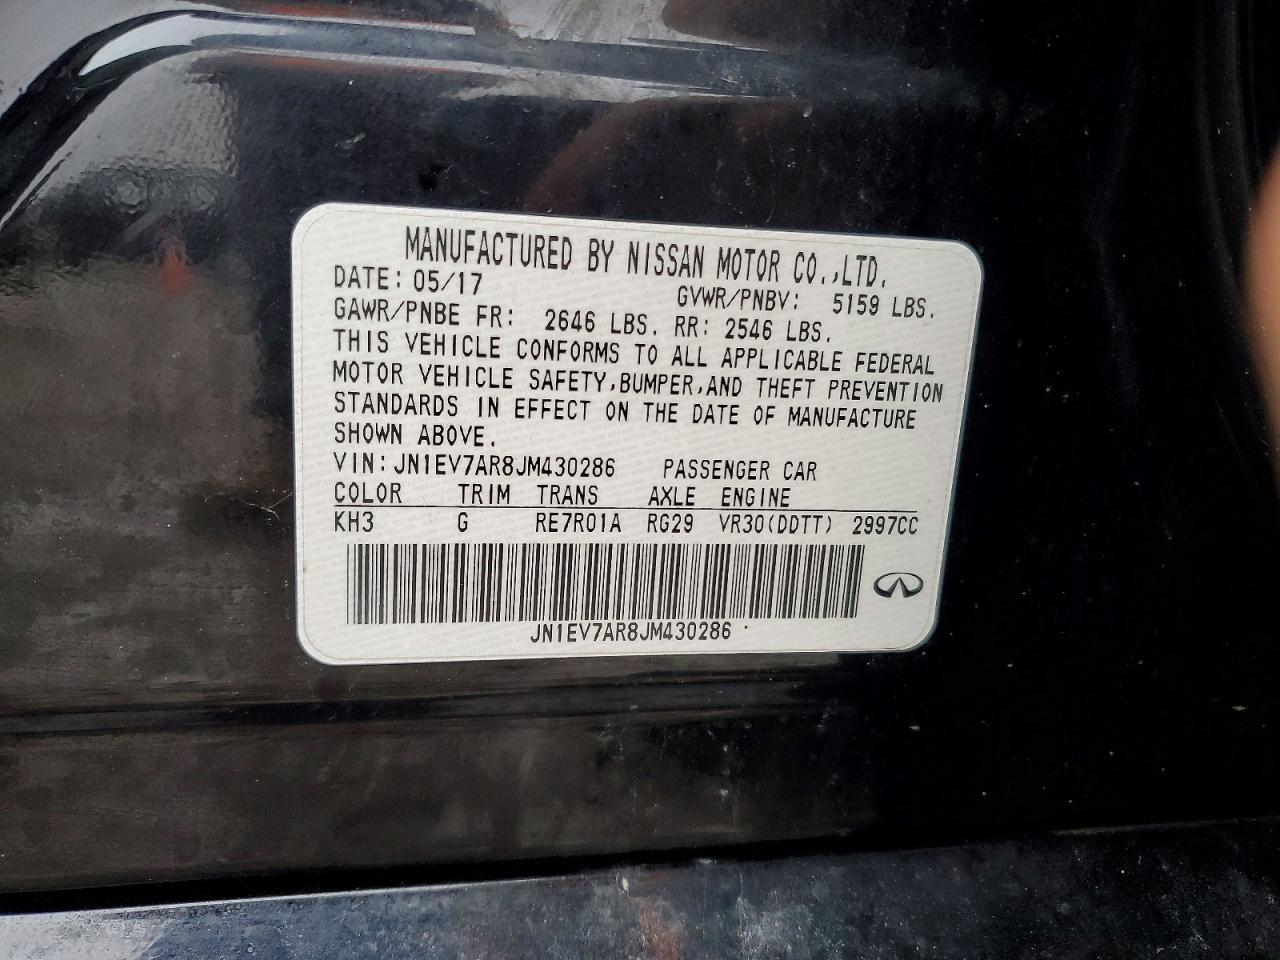 MANUFACTURED BY NISSAN MOTOR CO.,LTD.
DATE: 05/17 GVWR/PNBV: 5159 LBS.
GAWR/PNBE FR: 2646 LBS. RR: 2546 LBS.
THIS VEHICLE CONFORMS TO ALL APPLICABLE FEDERAL
MOTOR VEHICLE SAFETY,BUMPER,AND THEFT PREVENTION
STANDARDS IN EFFECT ON THE DATE OF MANUFACTURE
SHOWN ABOVE.
VIN: JN1EV7AR8JM430286 PASSENGER CAR
COLOR TRIM TRANS AXLE ENGINE
KH3 G RE7R01A RG29 VR30(DDTT) 2997CC
JN1EV7AR8JM430286